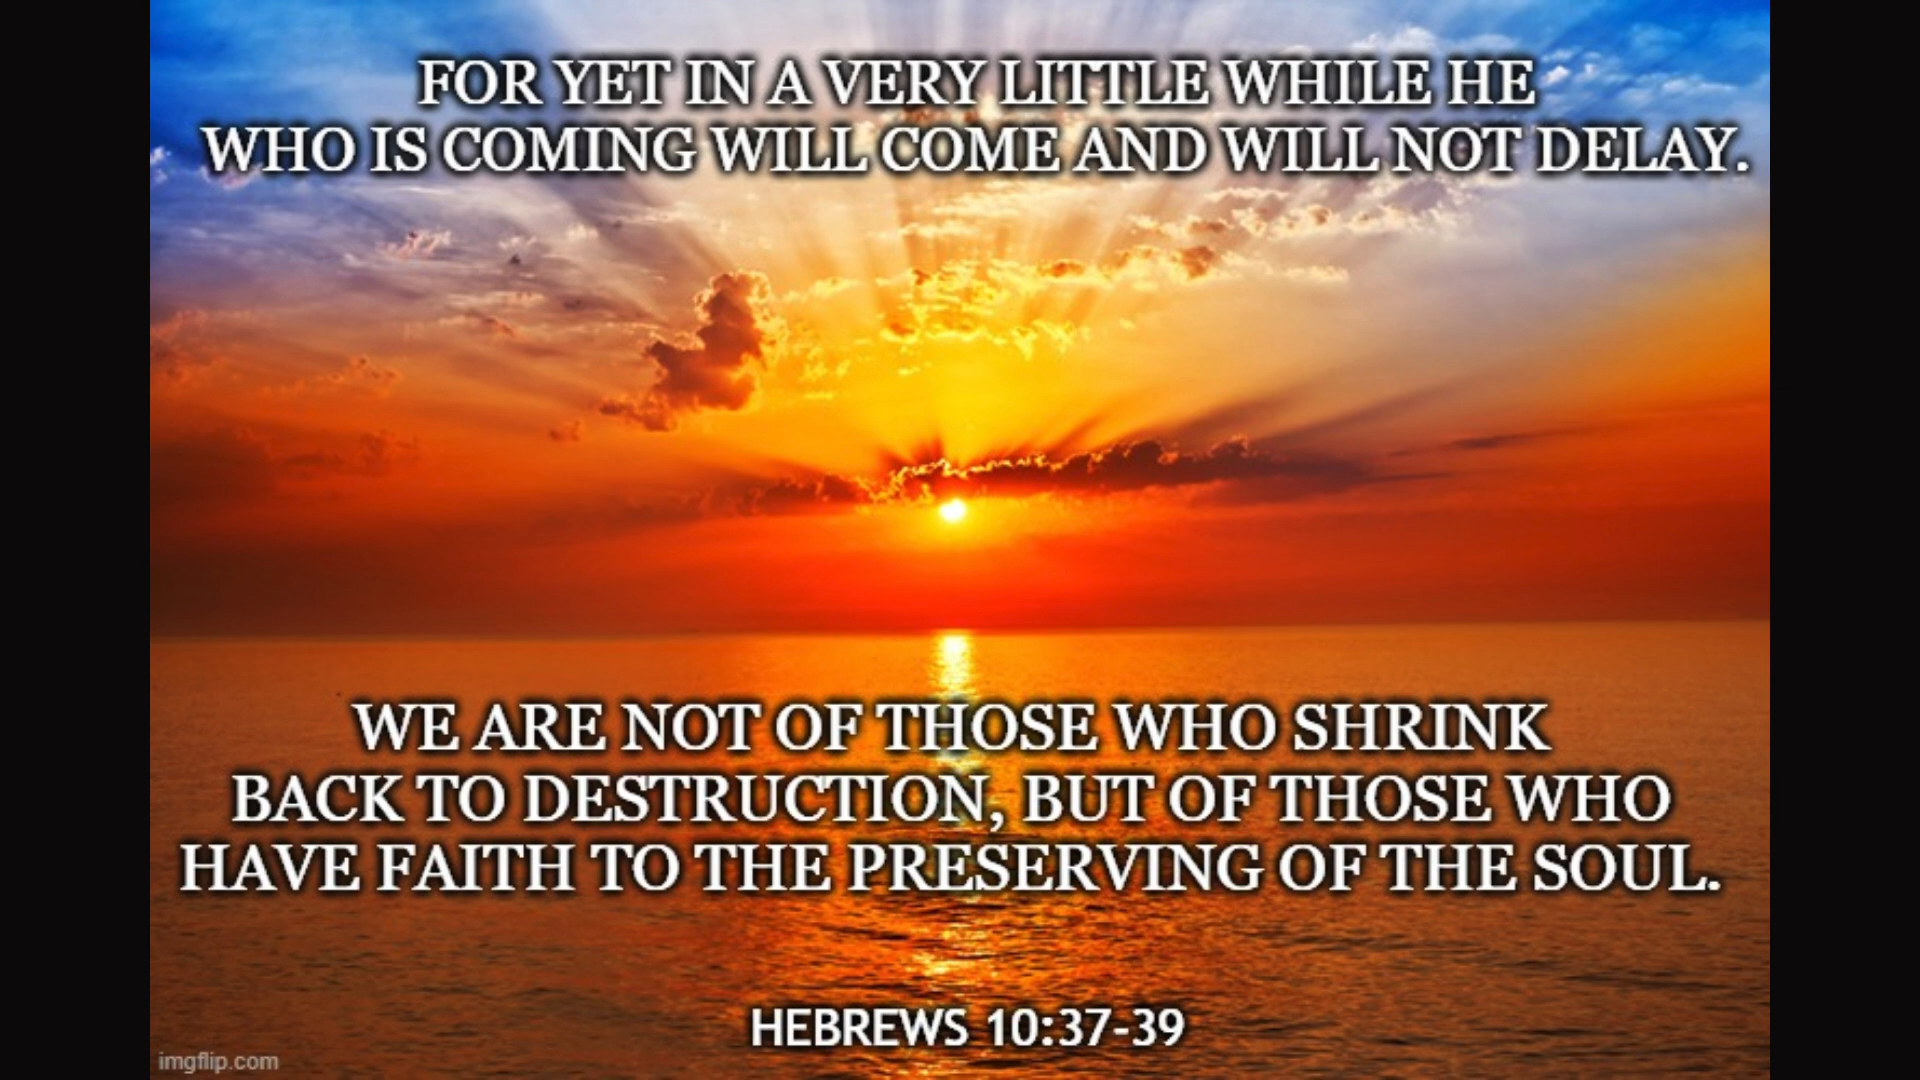 FOR YET IN A VERY LITTLE WHILE HE
WHO IS COMING WILL COME AND WILL NOT DELAY.
WE ARE NOT OF THOSE WHO SHRINK
BACK TO DESTRUCTION, BUT OF THOSE WHO
HAVE FAITH TO THE PRESERVING OF THE SOUL.
HEBREWS 10:37-39
imgflip.com